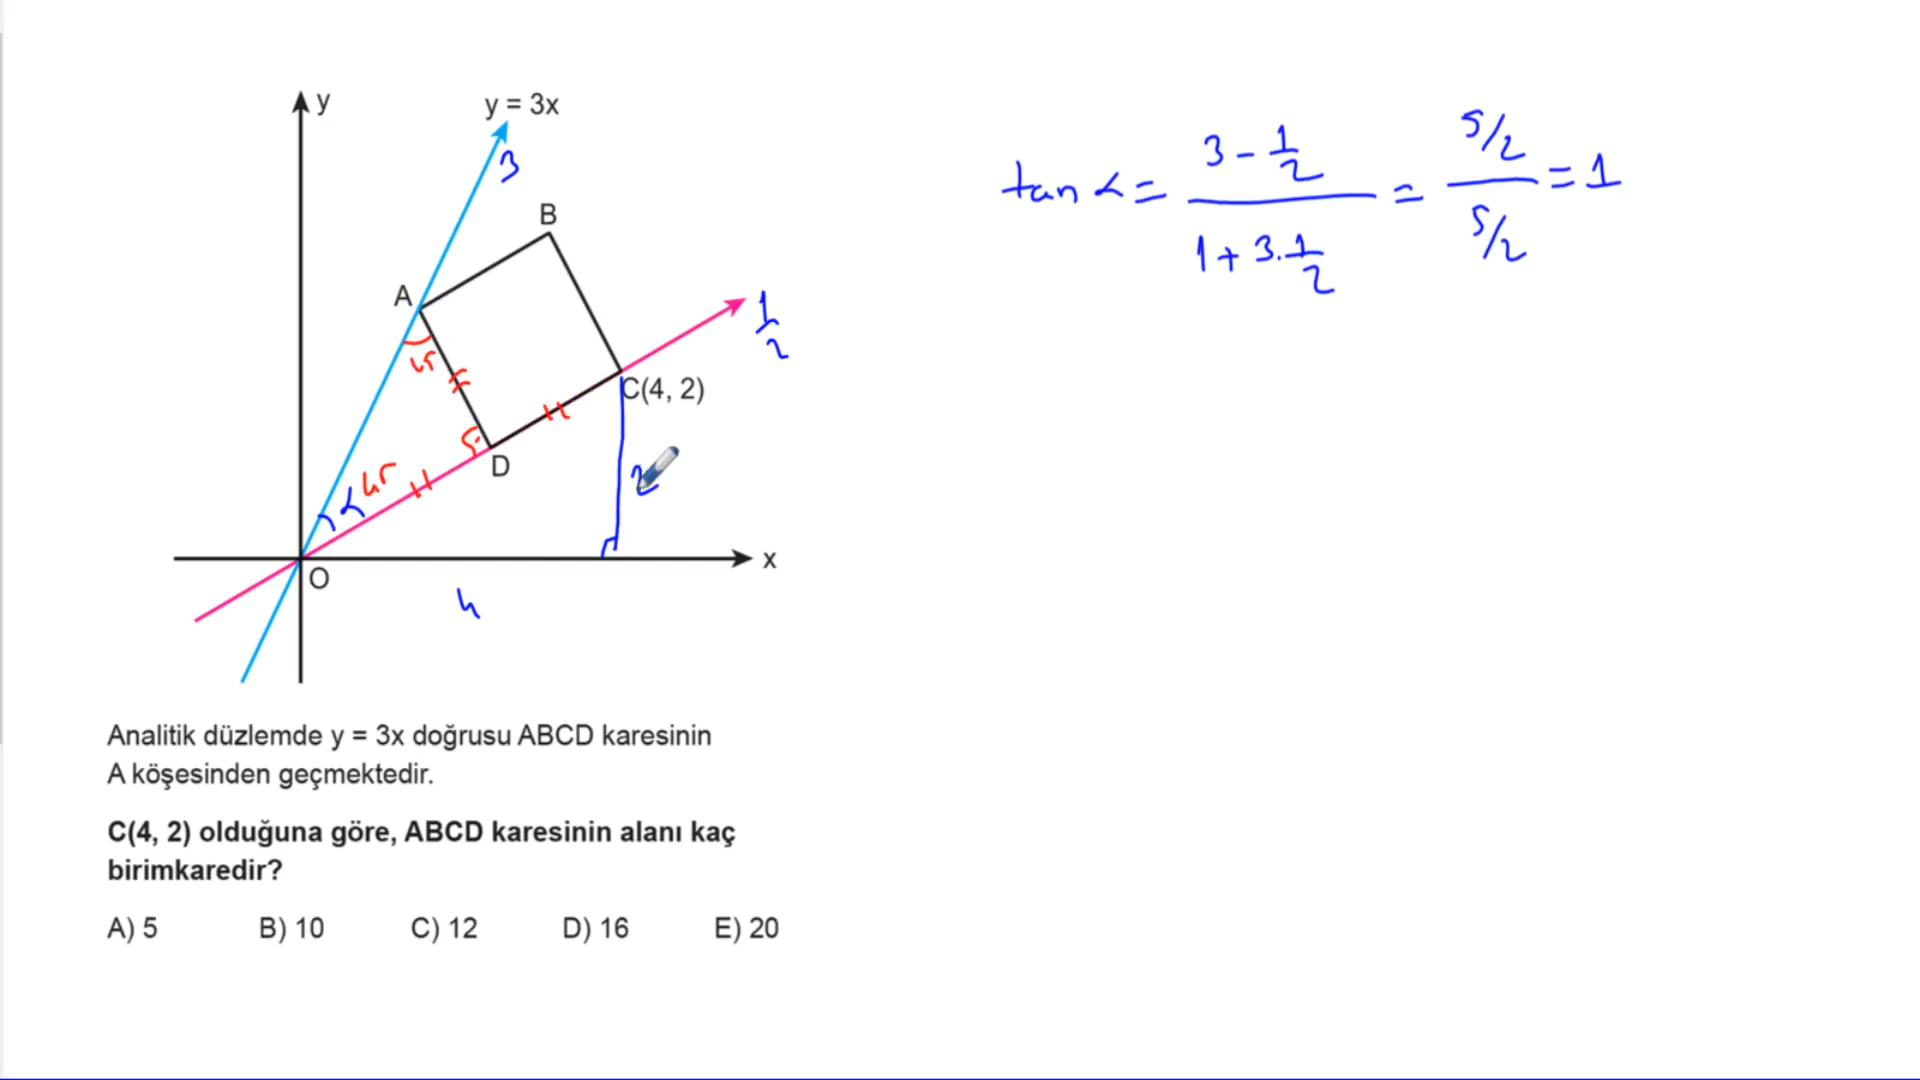 y
y = 3x
3
B
A
45
1/2
C(4, 2)
D
45
α
2
O
x
4
tan α = (3 - 1/2)/(1 + 3.1/2) = (5/2)/(5/2) = 1
Analitik düzlemde y = 3x doğrusu ABCD karesinin
A köşesinden geçmektedir.
C(4, 2) olduğuna göre, ABCD karesinin alanı kaç
birimkaredir?
A) 5 B) 10 C) 12 D) 16 E) 20